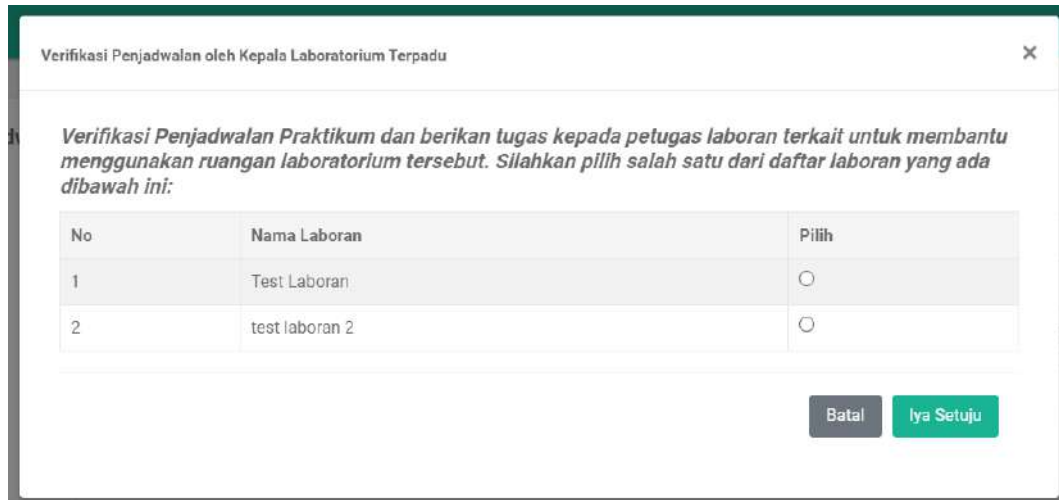 Verifikasi Penjadwalan oleh Kepala Laboratorium Terpadu ×
Verifikasi Penjadwalan Praktikum dan berikan tugas kepada petugas laboran terkait untuk membantu
menggunakan ruangan laboratorium tersebut. Silahkan pilih salah satu dari daftar laboran yang ada
dibawah ini:
No Nama Laboran Pilih
1 Test Laboran
2 test laboran 2
Batal Iya Setuju